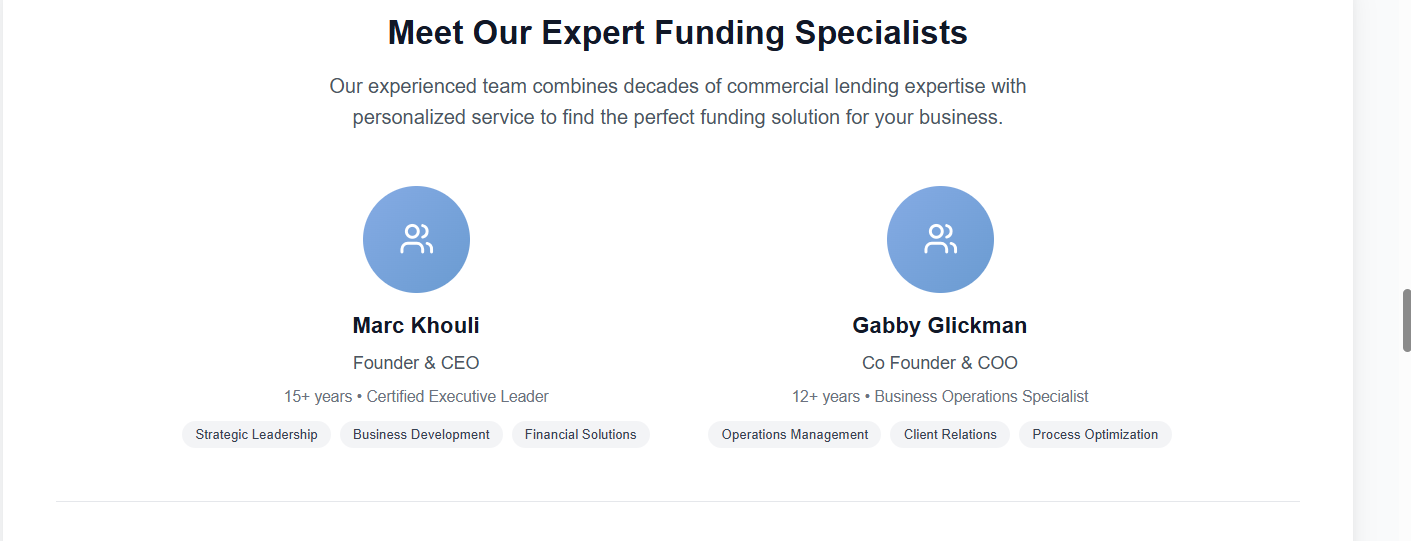 Meet Our Expert Funding Specialists
Our experienced team combines decades of commercial lending expertise with
personalized service to find the perfect funding solution for your business.
Marc Khouli
Founder & CEO
15+ years • Certified Executive Leader
Strategic Leadership
Business Development
Financial Solutions
Gabby Glickman
Co Founder & COO
12+ years • Business Operations Specialist
Operations Management
Client Relations
Process Optimization